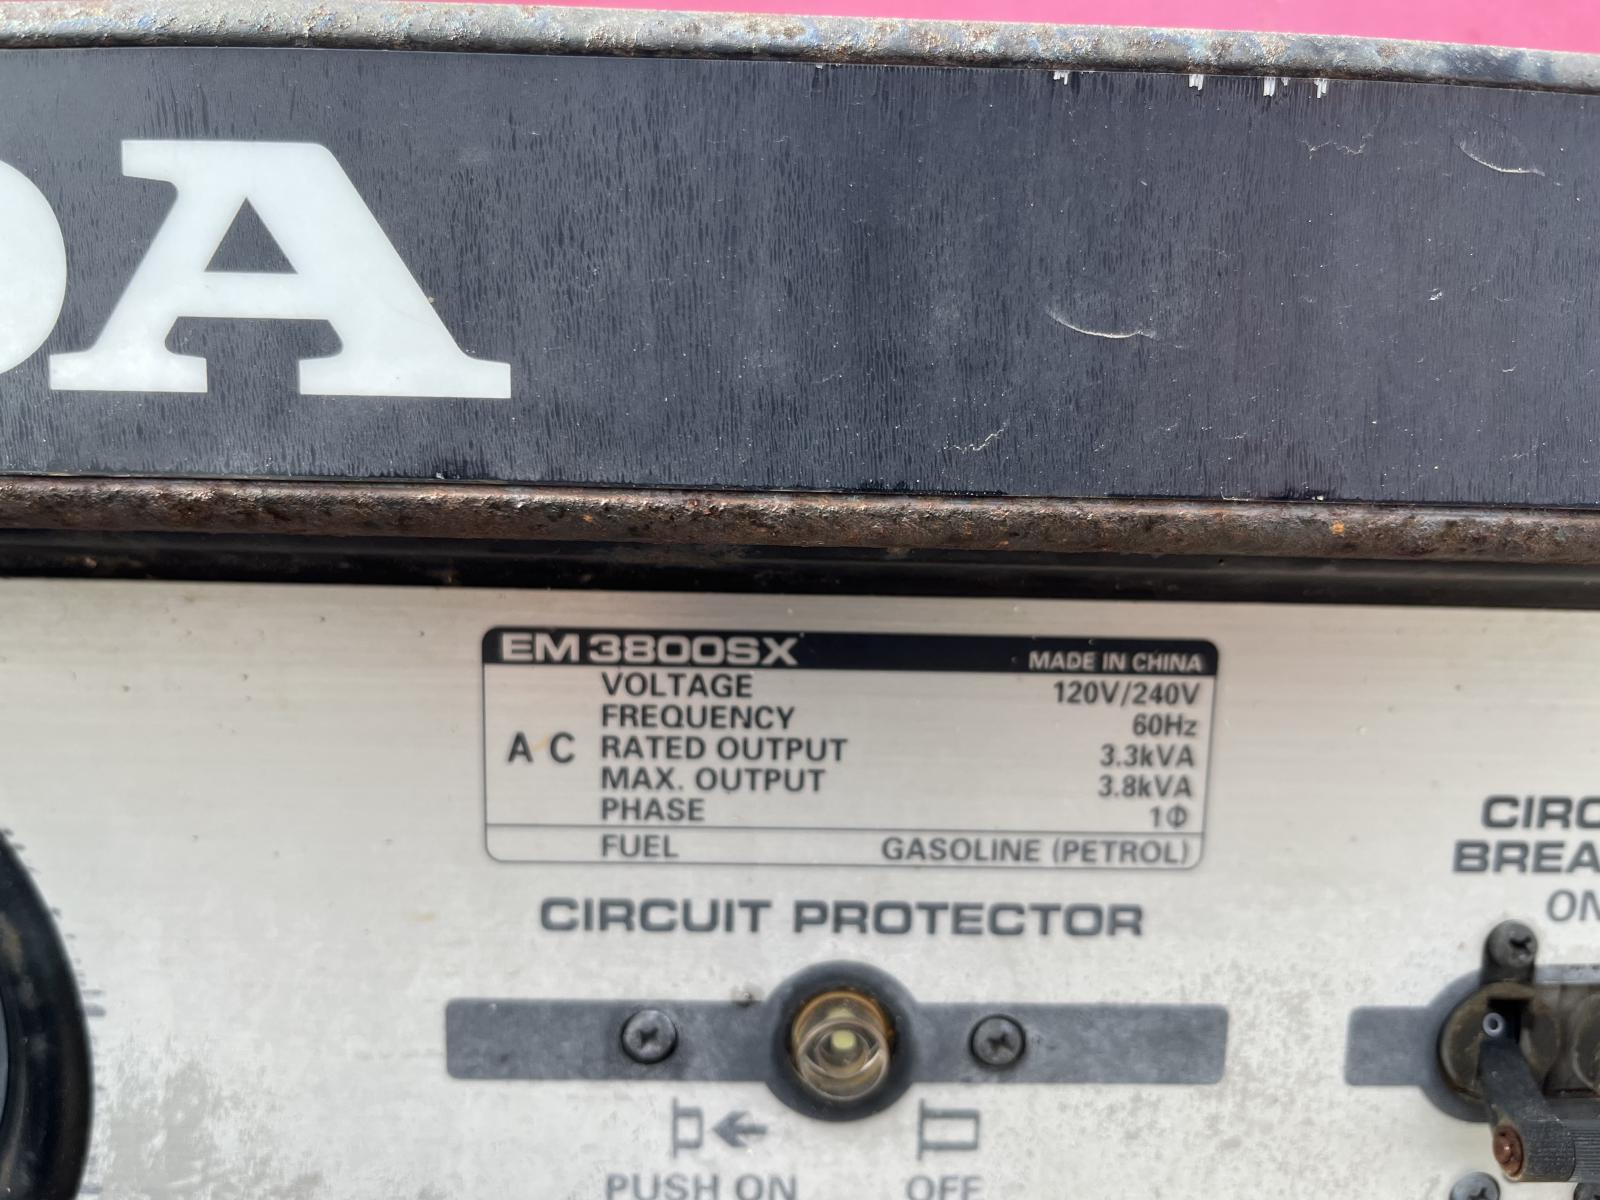 DA
EM3800SX MADE IN CHINA
VOLTAGE 120V/240V
FREQUENCY 60Hz
AC RATED OUTPUT 3.3kVA
MAX. OUTPUT 3.8kVA
PHASE 1Φ
FUEL GASOLINE (PETROL)
CIRCUIT PROTECTOR
CIRC
BREA
ON
PUSH ON OFF